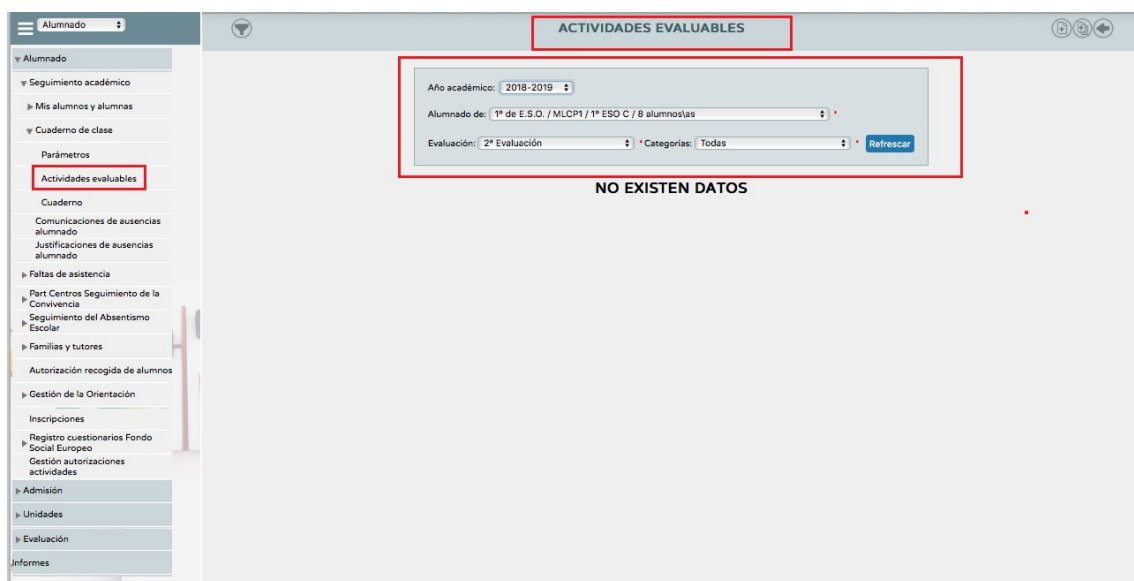 Alumnado
ACTIVIDADES EVALUABLES
Alumnado
Seguimiento académico
Mis alumnos y alumnas
Cuaderno de clase
Parámetros
Actividades evaluables
Cuaderno
Comunicaciones de ausencias
alumnado
Justificaciones de ausencias
alumnado
Faltas de asistencia
Part Centros Seguimiento de la
Convivencia
Seguimiento del Absentismo
Escolar
Familias y tutores
Autorización recogida de alumnos
Gestión de la Orientación
Inscripciones
Registro cuestionarios Fondo
Social Europeo
Gestión autorizaciones
actividades
Admisión
Unidades
Evaluación
Informes
Año académico: 2018-2019
Alumnado de: 1º de E.S.O. / MLCP1 / 1º ESO C / 8 alumnos\as *
Evaluación: 2ª Evaluación * Categorías: Todas * Refrescar
NO EXISTEN DATOS